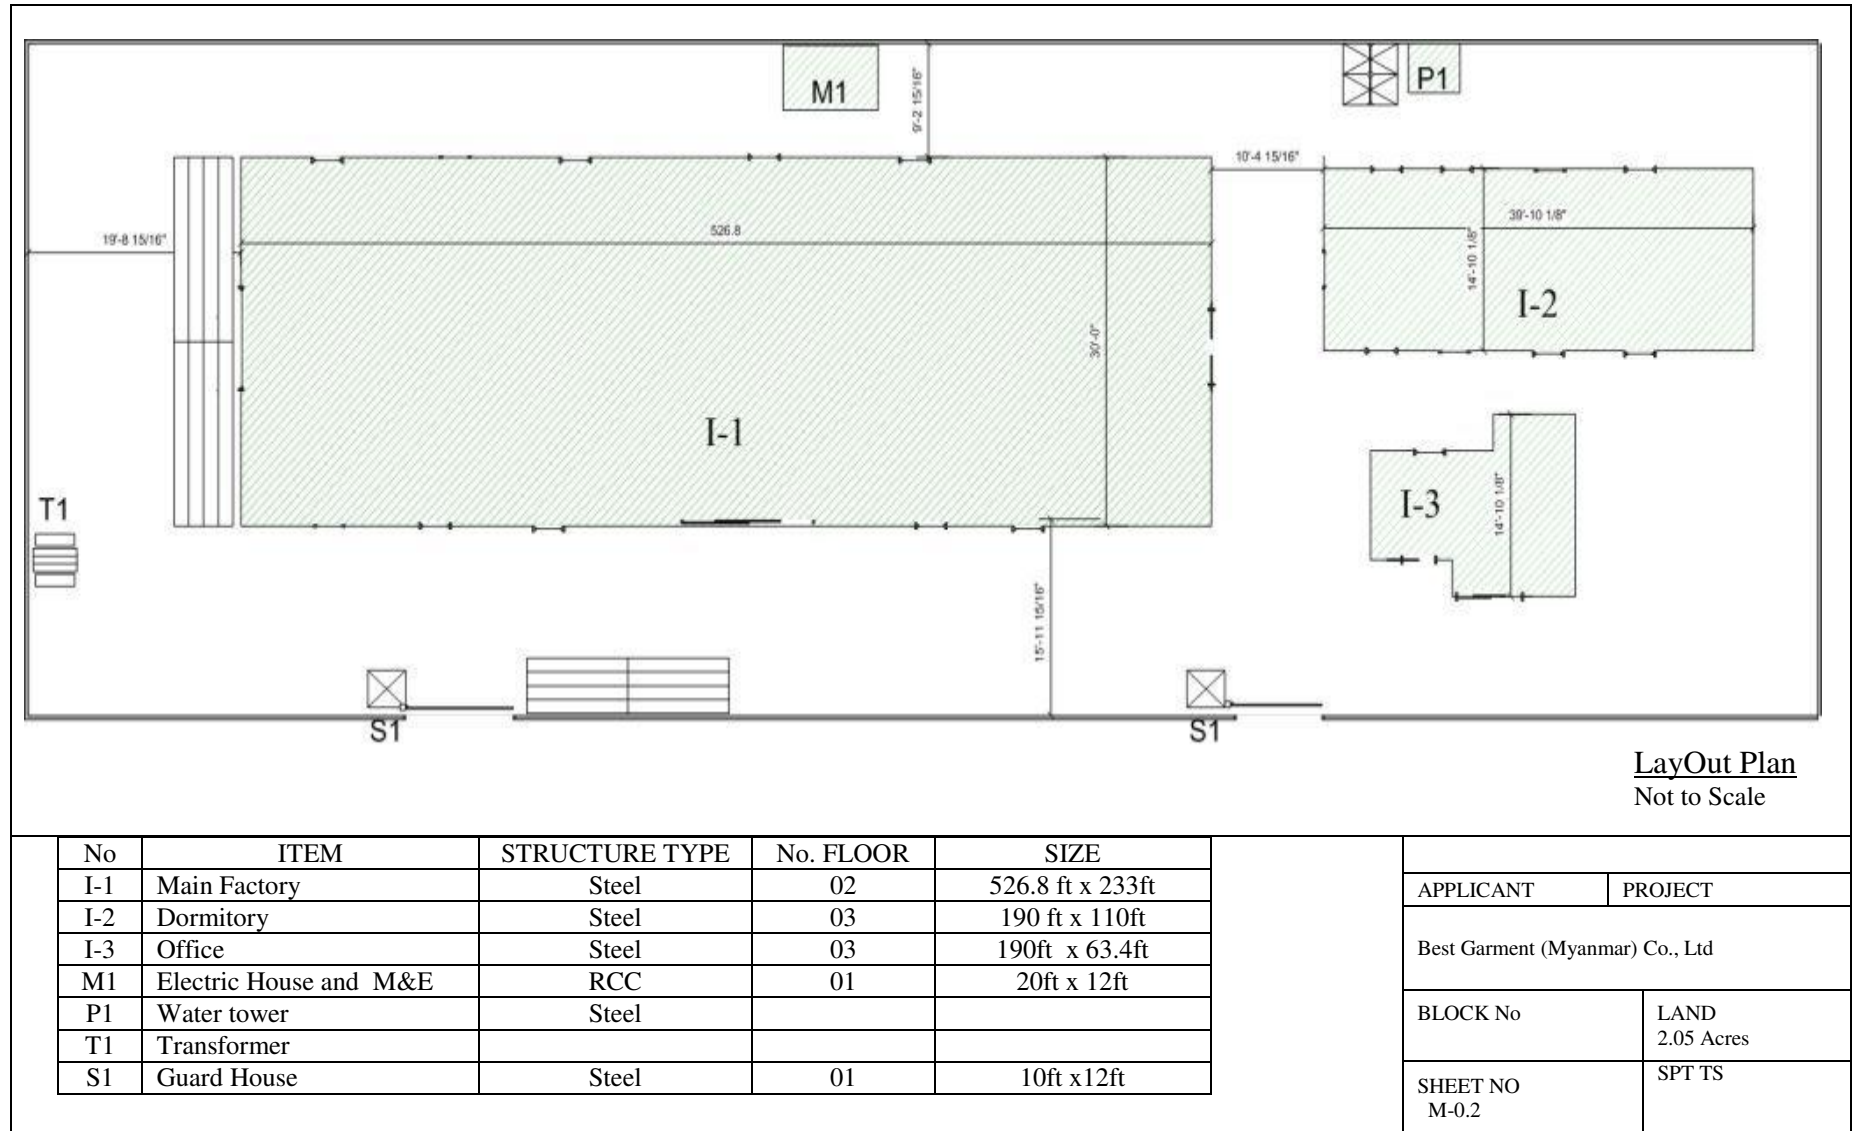 M1
P1
9'-2 15/16"
10'-4 15/16"
19'-8 15/16"
526.8
39'-10 1/8"
14'-10 1/8"
I-2
30'-0"
I-1
I-3
14'-10 1/8"
T1
15'-11 15/16"
S1
S1
LayOut Plan
Not to Scale
No ITEM STRUCTURE TYPE No. FLOOR SIZE
I-1 Main Factory Steel 02 526.8 ft x 233ft
I-2 Dormitory Steel 03 190 ft x 110ft
I-3 Office Steel 03 190ft x 63.4ft
M1 Electric House and M&E RCC 01 20ft x 12ft
P1 Water tower Steel
T1 Transformer
S1 Guard House Steel 01 10ft x12ft
APPLICANT PROJECT
Best Garment (Myanmar) Co., Ltd
BLOCK No LAND
2.05 Acres
SHEET NO SPT TS
M-0.2